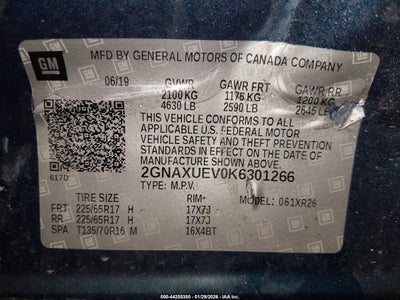 GM
MFD BY GENERAL MOTORS OF CANADA COMPANY
06/19 GVWR GAWR FRT GAWR RR
2100 KG 1175 KG 1200 KG
4630 LB 2590 LB 2645 LB
THIS VEHICLE CONFORMS TO ALL
APPLICABLE U.S. FEDERAL MOTOR
VEHICLE SAFETY AND THEFT PREVENTION
STANDARDS IN EFFECT ON THE DATE OF
MANUFACTURE SHOWN ABOVE.
617D 2GNAXUEV0K6301266
TYPE: M.P.V. MODEL: 061XR26
TIRE SIZE RIM
FRT 225/65R17 H 17X7J
RR 225/65R17 H 17X7J
SPA T135/70R16 M 16X4BT
IAA 000 - 44255350 - 01/29/2026 - IAAI.COM